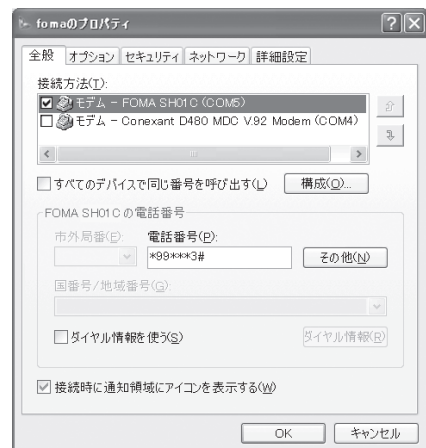 fomaのプロパティ
全般 オプション セキュリティ ネットワーク 詳細設定
接続方法(T):
モデム - FOMA SH01C (COM5)
モデム - Conexant D480 MDC V.92 Modem (COM4)
すべてのデバイスで同じ番号を呼び出す(L) 構成(O)...
FOMA SH01Cの電話番号
市外局番(E): 電話番号(P):
*99***3# その他(N)
国番号/地域番号(G):
ダイヤル情報を使う(S) ダイヤル情報(R)
接続時に通知領域にアイコンを表示する(W)
OK キャンセル